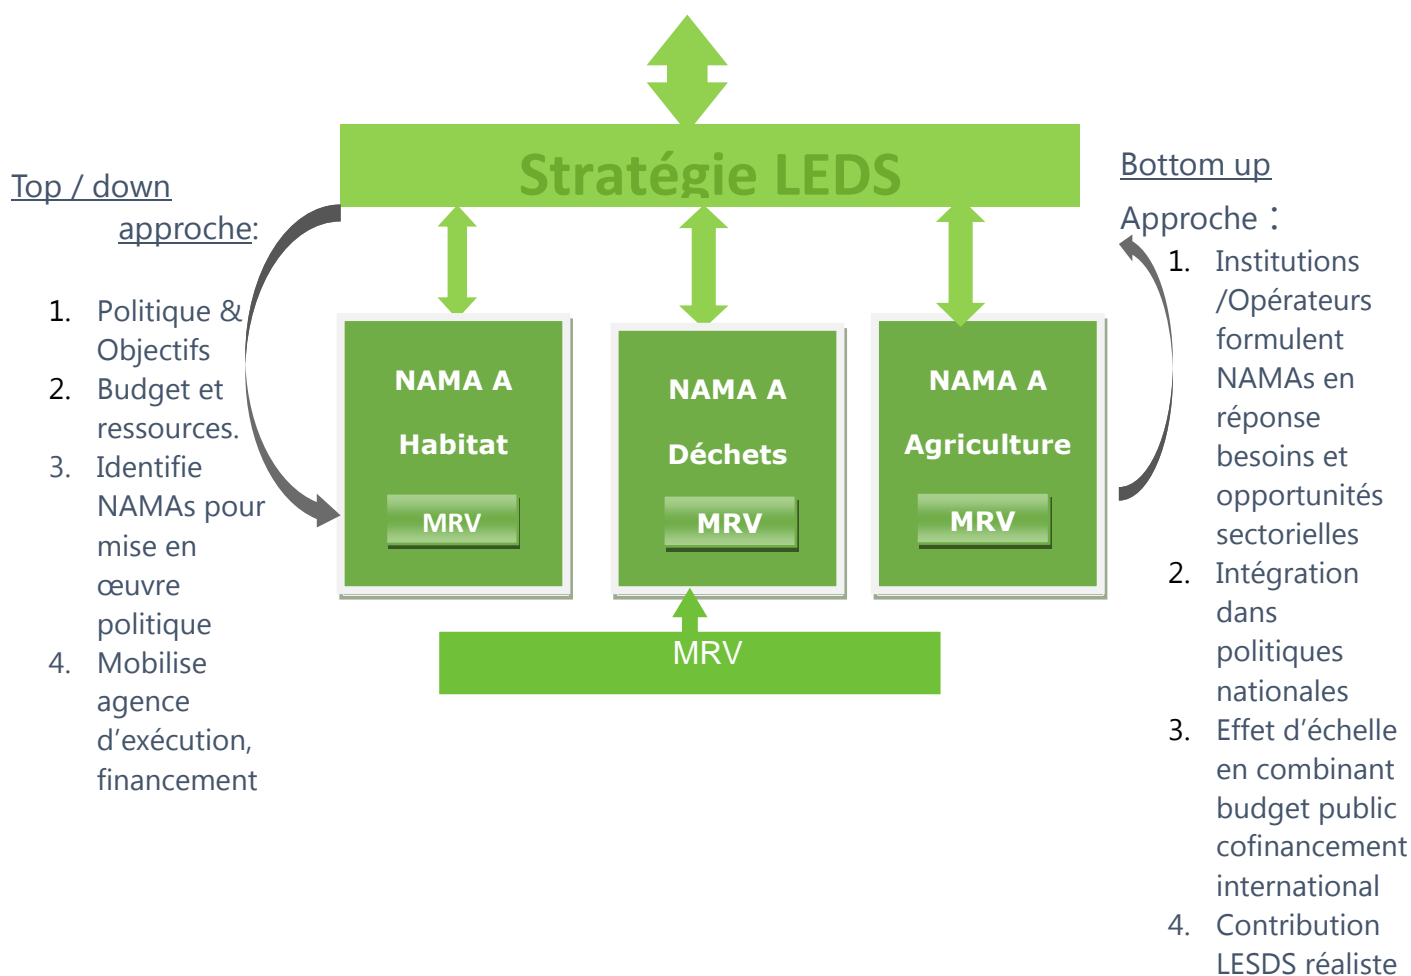 Stratégie LEDS
Top / down
approche:
1. Politique &
Objectifs
2. Budget et
ressources.
3. Identifie
NAMAs pour
mise en
œuvre
politique
4. Mobilise
agence
d’exécution,
financement
NAMA A
Habitat
MRV
NAMA A
Déchets
MRV
NAMA A
Agriculture
MRV
MRV
Bottom up
Approche :
1. Institutions
/Opérateurs
formulent
NAMAs en
réponse
besoins et
opportunités
sectorielles
2. Intégration
dans
politiques
nationales
3. Effet d’échelle
en combinant
budget public
cofinancement
international
4. Contribution
LESDS réaliste